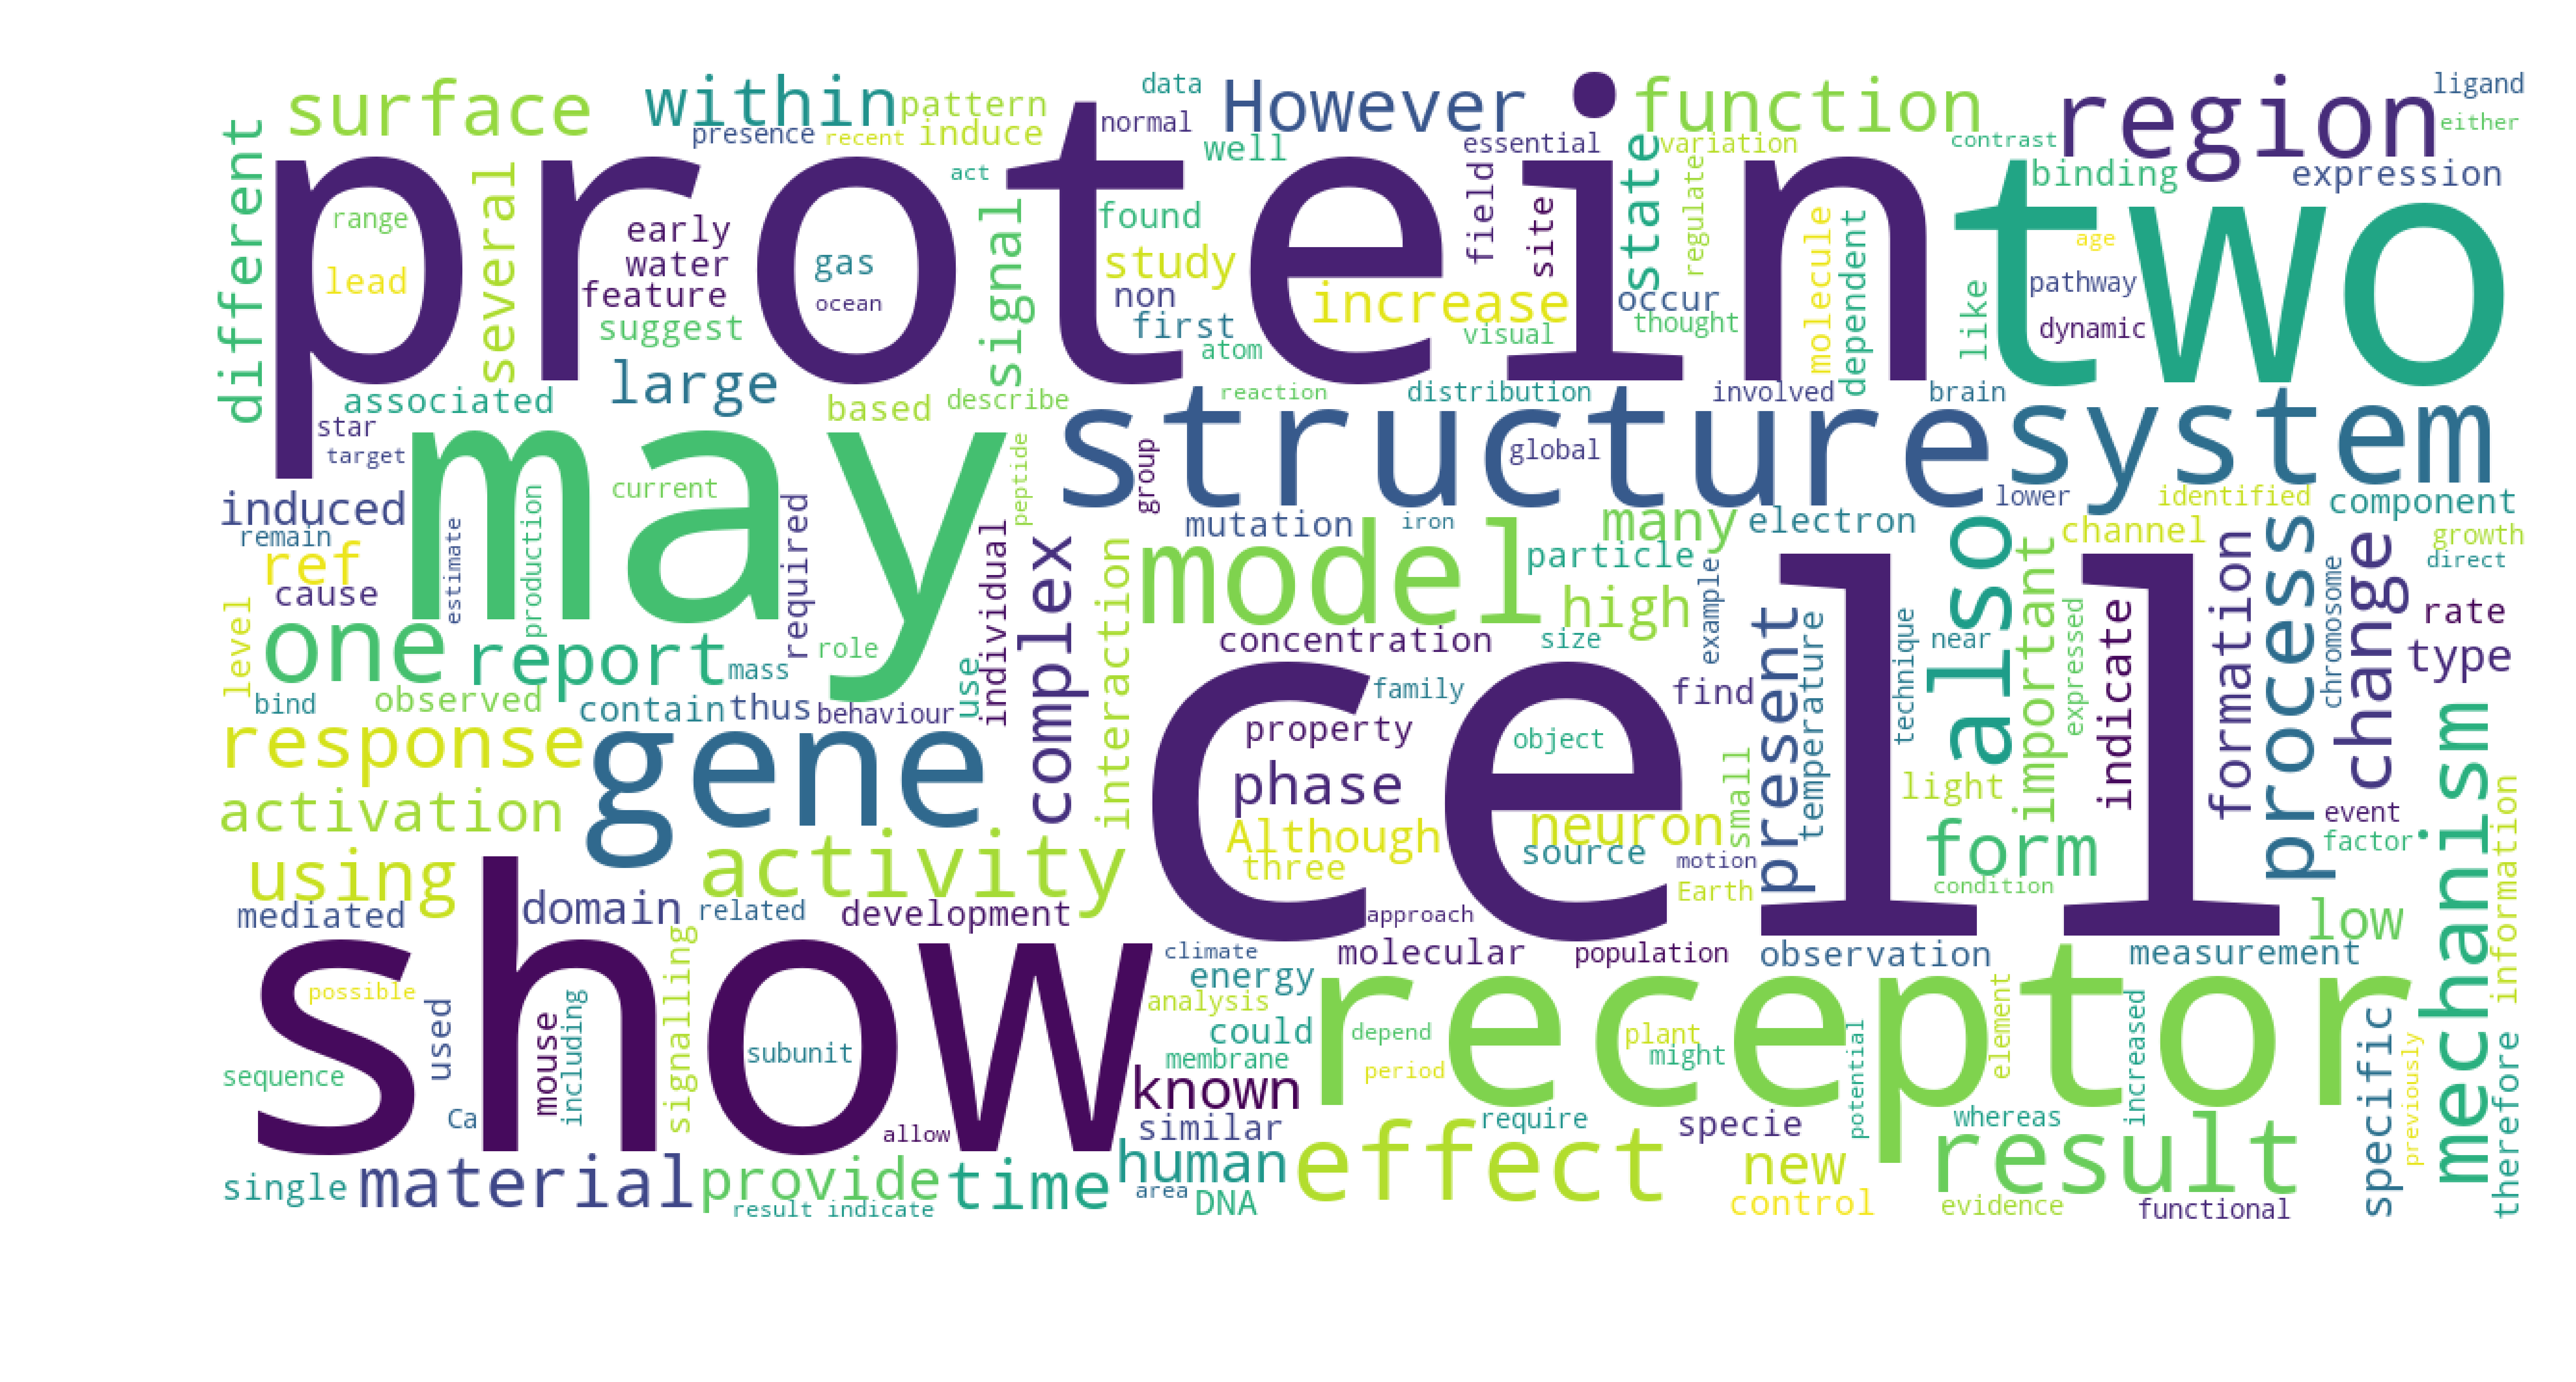 surface
within
pattern
data
However
function
region
ligand
either
presence
recent
induce
normal
well
essential
variation
contrast
binding
expression
different
several
act
protein
two
range
early
found
field
site
state
regulate
molecule
dependent
lead
water
feature
suggest
gas
ocean
signal
study
non
first
atom
increase
visual
occur
thought
like
age
pathway
dynamic
large
associated
star
target
based
describe
reaction
distribution
involved
brain
may
structure
system
induced
remain
current
required
peptide
group
global
lower
identified
component
ref
cause
estimate
production
individual
complex
interaction
mutation
iron
many
electron
channel
growth
direct
model
particle
high
example
also
important
formation
process
chromosome
change
rate
type
level
one
report
mass
role
use
concentration
size
present
temperature
technique
near
expressed
indicate
bind
observed
contain
thus
behaviour
family
find
response
gene
property
object
cell
phase
small
light
activation
Although
neuron
form
event
factor
mechanism
information
using
activity
three
source
motion
Earth
condition
mediated
domain
related
development
approach
low
show
signalling
climate
molecular
population
observation
measurement
possible
energy
receptor
used
mouse
including
analysis
could
depend
plant
might
potential
element
increased
specific
previously
therefore
subunit
membrane
period
sequence
known
Ca
allow
similar
require
specie
whereas
single
material
provide
time
human
effect
new
result
result indicate
area
DNA
control
evidence
functional